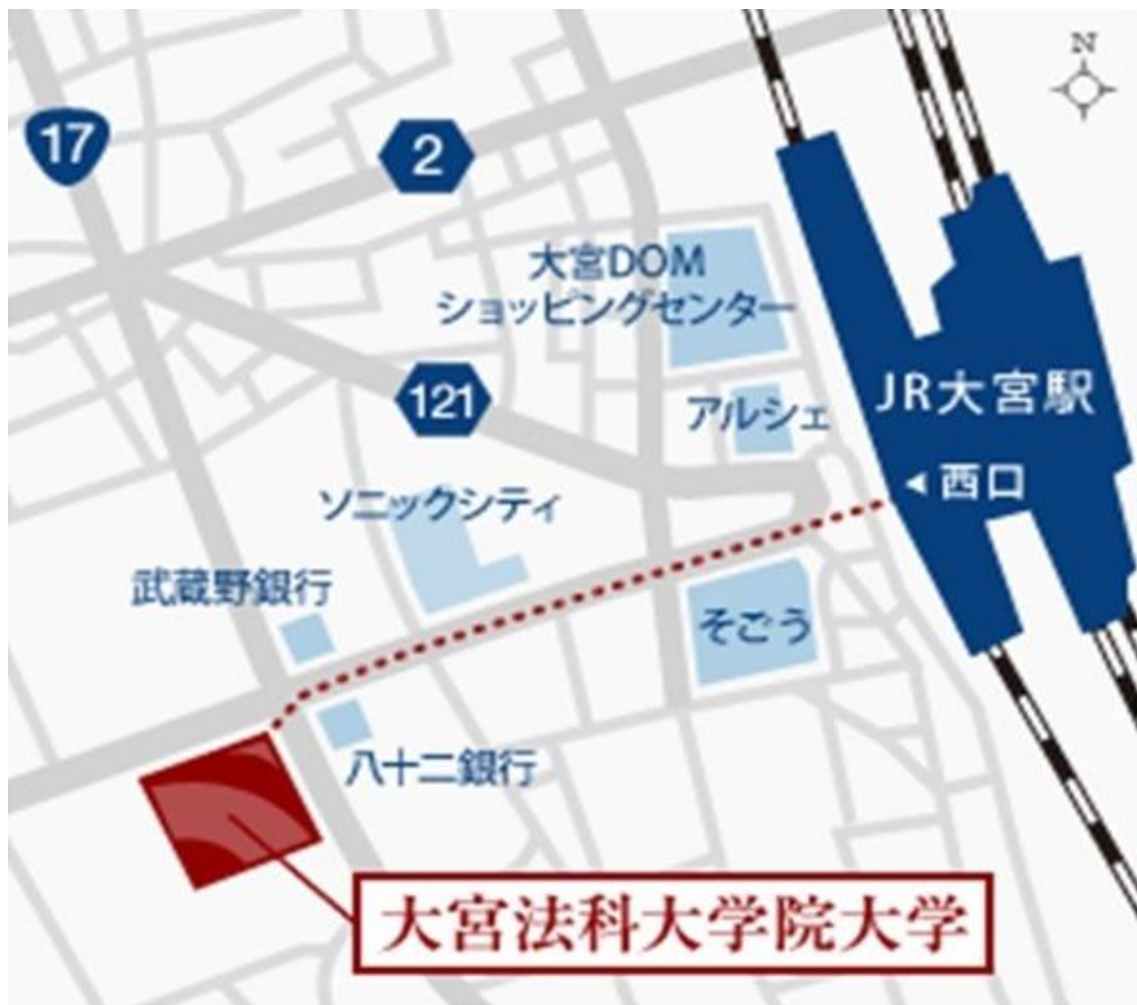 N
17
2
大宮DOM
ショッピングセンター
JR大宮駅
121
アルシェ
◀西口
ソニックシティ
武蔵野銀行
そごう
八十二銀行
大宮法科大学院大学